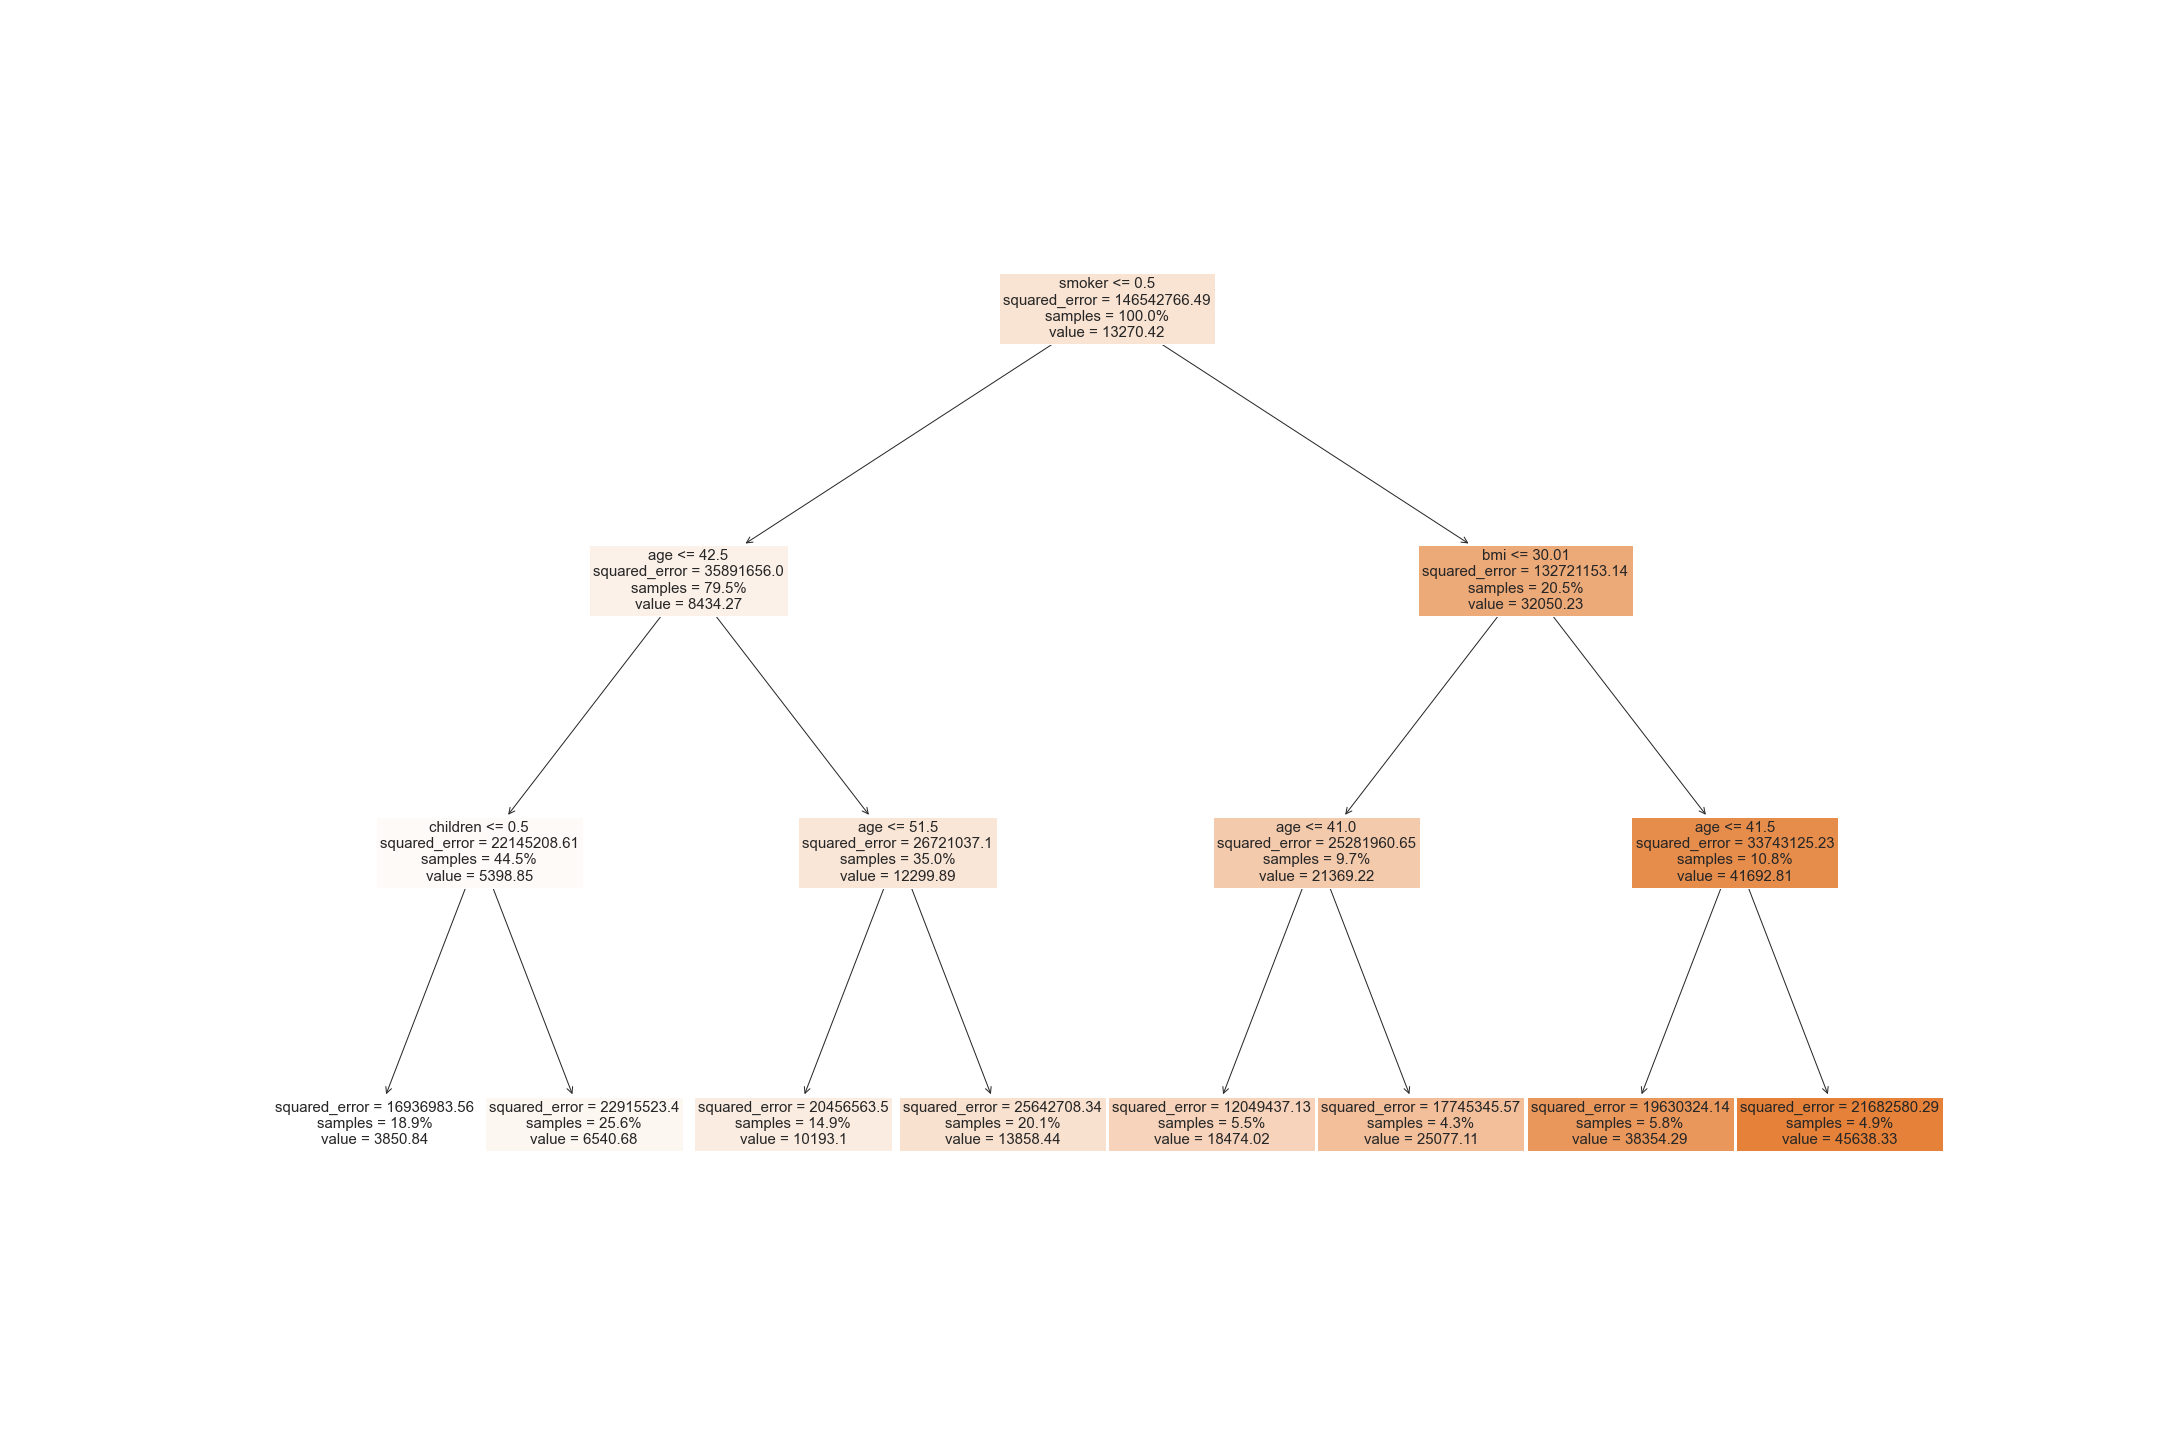 smoker <= 0.5
squared_error = 146542766.49
samples = 100.0%
value = 13270.42
age <= 42.5
squared_error = 35891656.0
samples = 79.5%
value = 8434.27
bmi <= 30.01
squared_error = 132721153.14
samples = 20.5%
value = 32050.23
children <= 0.5
squared_error = 22145208.61
samples = 44.5%
value = 5398.85
age <= 51.5
squared_error = 26721037.1
samples = 35.0%
value = 12299.89
age <= 41.0
squared_error = 25281960.65
samples = 9.7%
value = 21369.22
age <= 41.5
squared_error = 33743125.23
samples = 10.8%
value = 41692.81
squared_error = 16936983.56
samples = 18.9%
value = 3850.84
squared_error = 22915523.4
samples = 25.6%
value = 6540.68
squared_error = 20456563.5
samples = 14.9%
value = 10193.1
squared_error = 25642708.34
samples = 20.1%
value = 13858.44
squared_error = 12049437.13
samples = 5.5%
value = 18474.02
squared_error = 17745345.57
samples = 4.3%
value = 25077.11
squared_error = 19630324.14
samples = 5.8%
value = 38354.29
squared_error = 21682580.29
samples = 4.9%
value = 45638.33